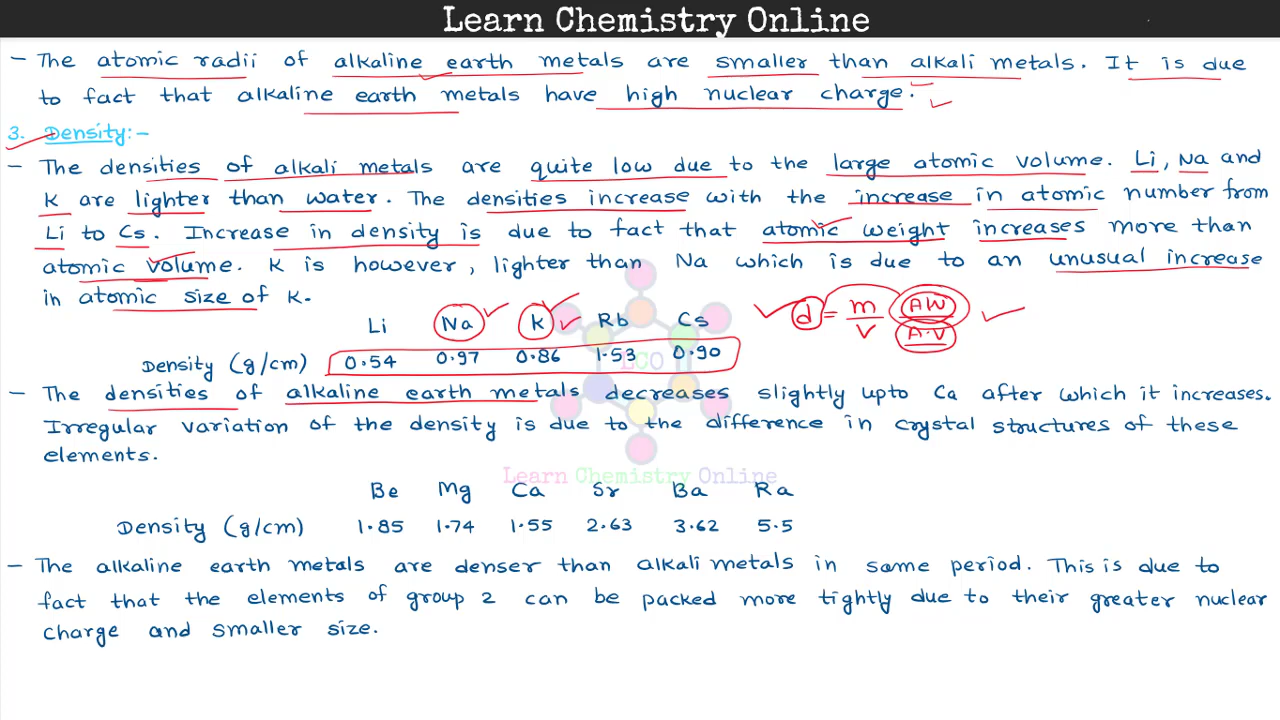 Learn Chemistry Online
- The atomic radii of alkaline earth metals are smaller than alkali metals. It is due
to fact that alkaline earth metals have high nuclear charge.
3. Density:-
- The densities of alkali metals are quite low due to the large atomic volume. Li, Na and
K are lighter than water. The densities increase with the increase in atomic number from
Li to Cs. Increase in density is due to fact that atomic weight increases more than
atomic volume. K is however, lighter than Na which is due to an unusual increase
in atomic size of K.
d = m/V AW/A.V
Li Na K Rb Cs
Density (g/cm) 0.54 0.97 0.86 1.53 0.90
ECO
- The densities of alkaline earth metals decreases slightly upto Ca after which it increases.
Irregular variation of the density is due to the difference in crystal structures of these
elements.
Learn Chemistry Online
Be Mg Ca Sr Ba Ra
Density (g/cm) 1.85 1.74 1.55 2.63 3.62 5.5
- The alkaline earth metals are denser than alkali metals in same period. This is due to
fact that the elements of group 2 can be packed more tightly due to their greater nuclear
charge and smaller size.